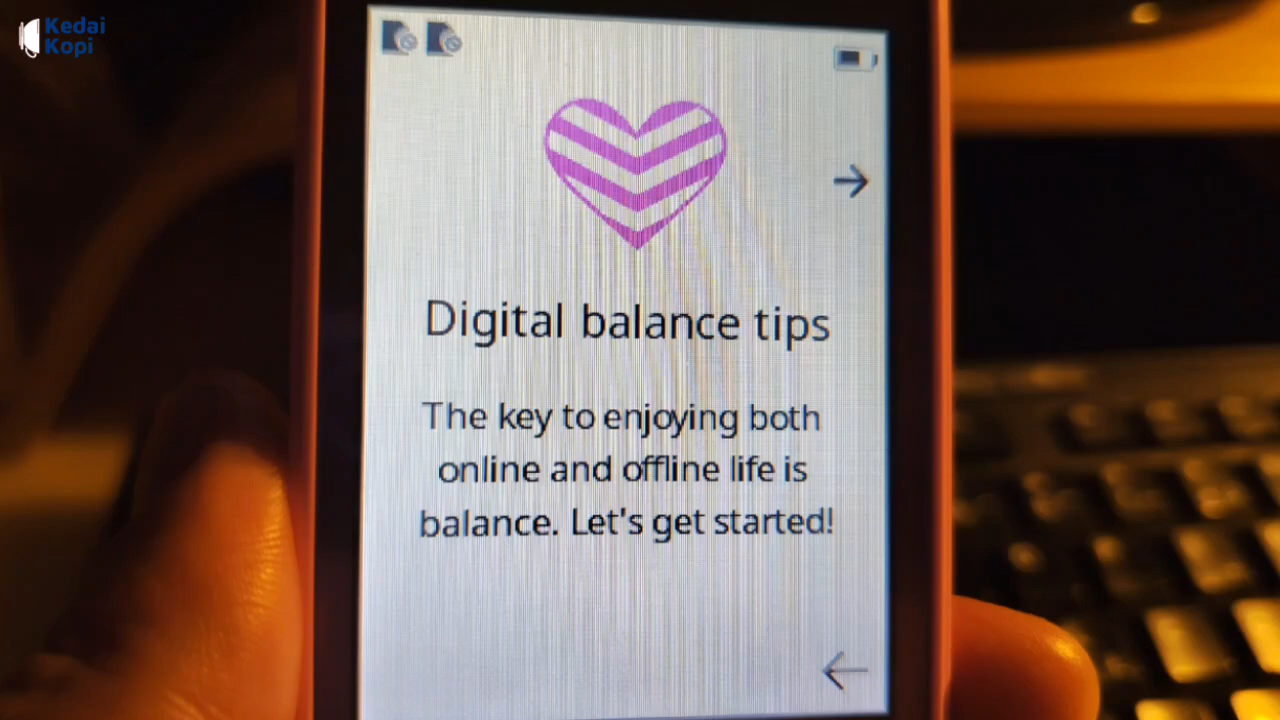 Kedai
Kopi
Digital balance tips
The key to enjoying both
online and offline life is
balance. Let's get started!